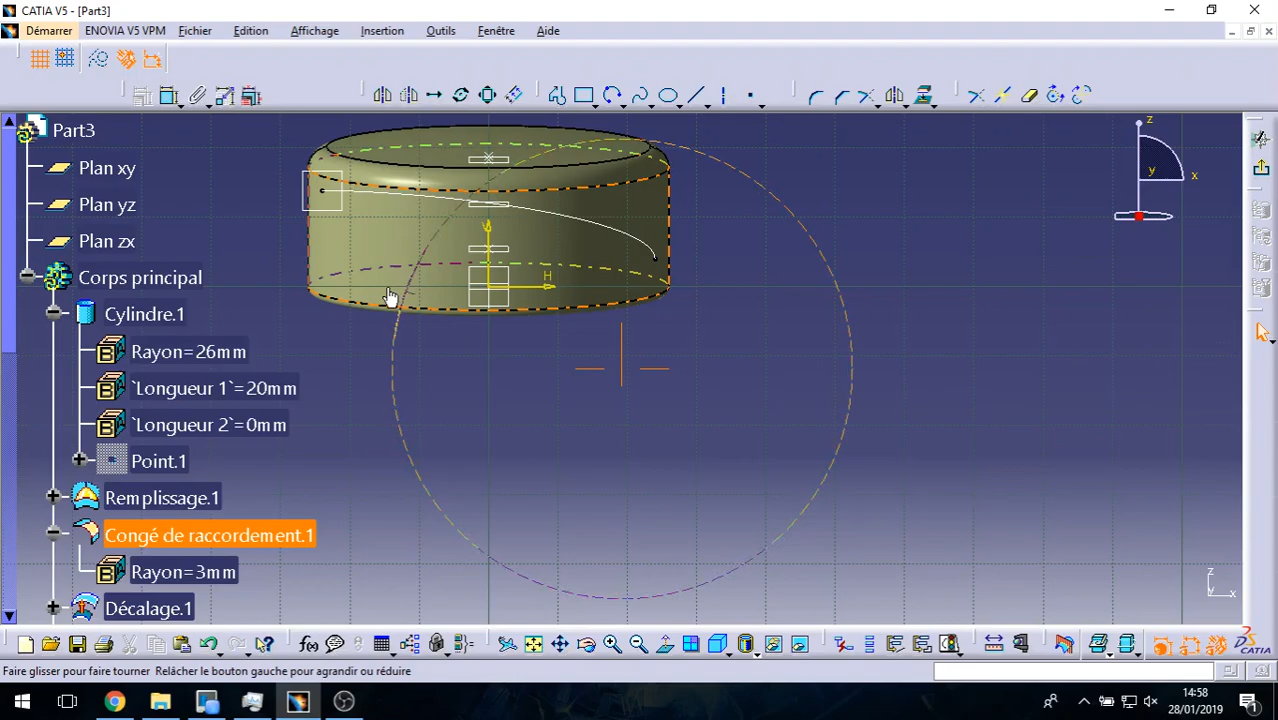 CATIA V5 - [Part3]
Démarrer ENOVIA V5 VPM Fichier Edition Affichage Insertion Outils Fenêtre Aide
Part3
Plan xy
Plan yz
Plan zx
Corps principal
Cylindre.1
Rayon=26mm
`Longueur 1`=20mm
`Longueur 2`=0mm
Point.1
Remplissage.1
Congé de raccordement.1
Rayon=3mm
Décalage.1
V
H
z
y
x
z
y x
f(x)
CATIA
Faire glisser pour faire tourner Relâcher le bouton gauche pour agrandir ou réduire
14:58
28/01/2019
1